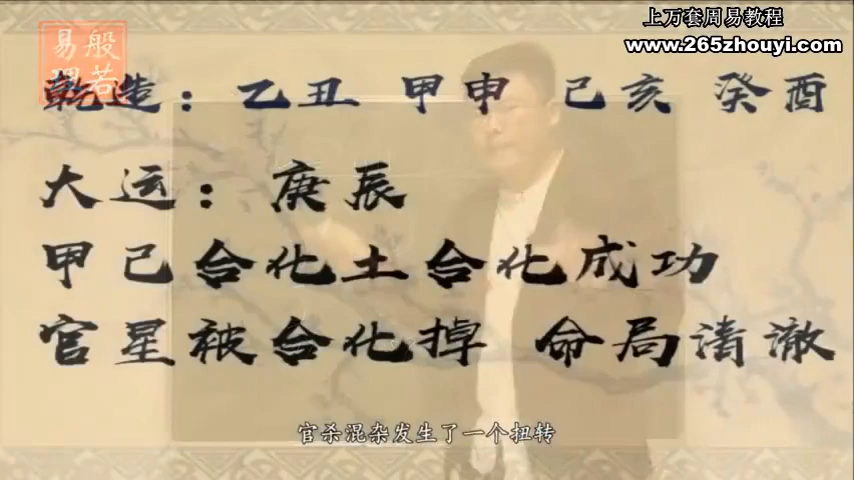 上万套周易教程
www.265zhouyi.com
般若
易理
乾造：乙丑 甲申 己亥 癸酉
大运：庚辰
甲己合化土合化成功
官星被合化掉 命局清澈
官杀混杂发生了一个扭转